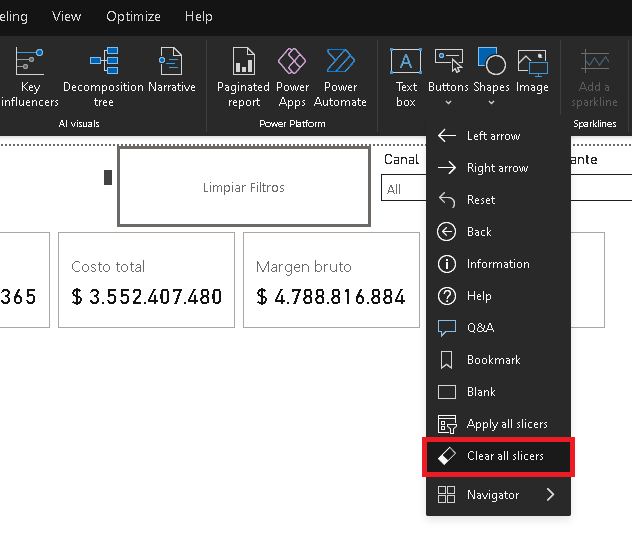 eling View Optimize Help
Key influencers
Decomposition tree
Narrative
Paginated report
Power Apps
Power Automate
Text box
Buttons
Shapes
Image
Add a sparkline
AI visuals
Power Platform
Sparklines
Limpiar Filtros
Canal
ante
All
365
Costo total
$ 3.552.407.480
Margen bruto
$ 4.788.816.884
Left arrow
Right arrow
Reset
Back
Information
Help
Q&A
Bookmark
Blank
Apply all slicers
Clear all slicers
Navigator